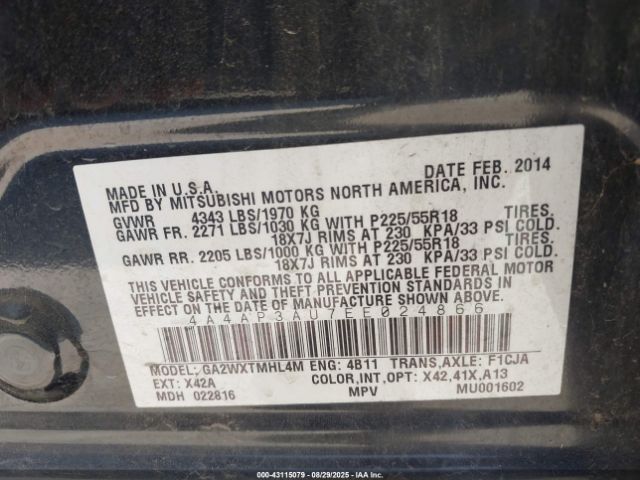 MADE IN U.S.A. DATE FEB. 2014
MFD BY MITSUBISHI MOTORS NORTH AMERICA, INC.
GVWR 4343 LBS/1970 KG
GAWR FR. 2271 LBS/1030 KG WITH P225/55R18 TIRES.
18X7J RIMS AT 230 KPA/33 PSI COLD.
GAWR RR. 2205 LBS/1000 KG WITH P225/55R18 TIRES.
18X7J RIMS AT 230 KPA/33 PSI COLD.
THIS VEHICLE CONFORMS TO ALL APPLICABLE FEDERAL MOTOR
VEHICLE SAFETY AND THEFT PREVENTION STANDARDS IN
EFFECT ON THE DATE OF MANUFACTURE SHOWN ABOVE.
4A4AP3AU7EE024866
MODEL; GA2WXTMHL4M ENG: 4B11 TRANS,AXLE: F1CJA
EXT: X42A COLOR,INT,OPT: X42,41X,A13
MDH 022816 MPV MU001602
000-43115079 - 08/29/2025 - IAAI.COM